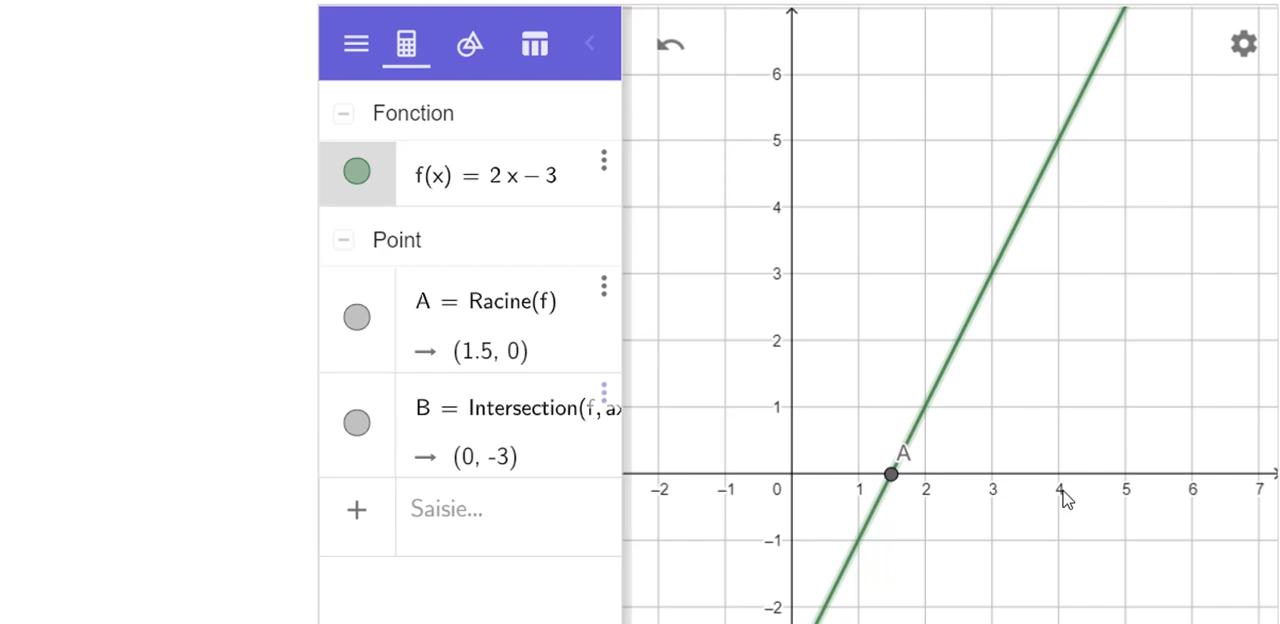 Fonction
f(x) = 2 x − 3
Point
A = Racine(f)
→ (1.5, 0)
B = Intersection(f, ax
→ (0, -3)
Saisie...
6
5
4
3
2
1
A
−2 −1 0 1 2 3 4 5 6 7
−1
−2